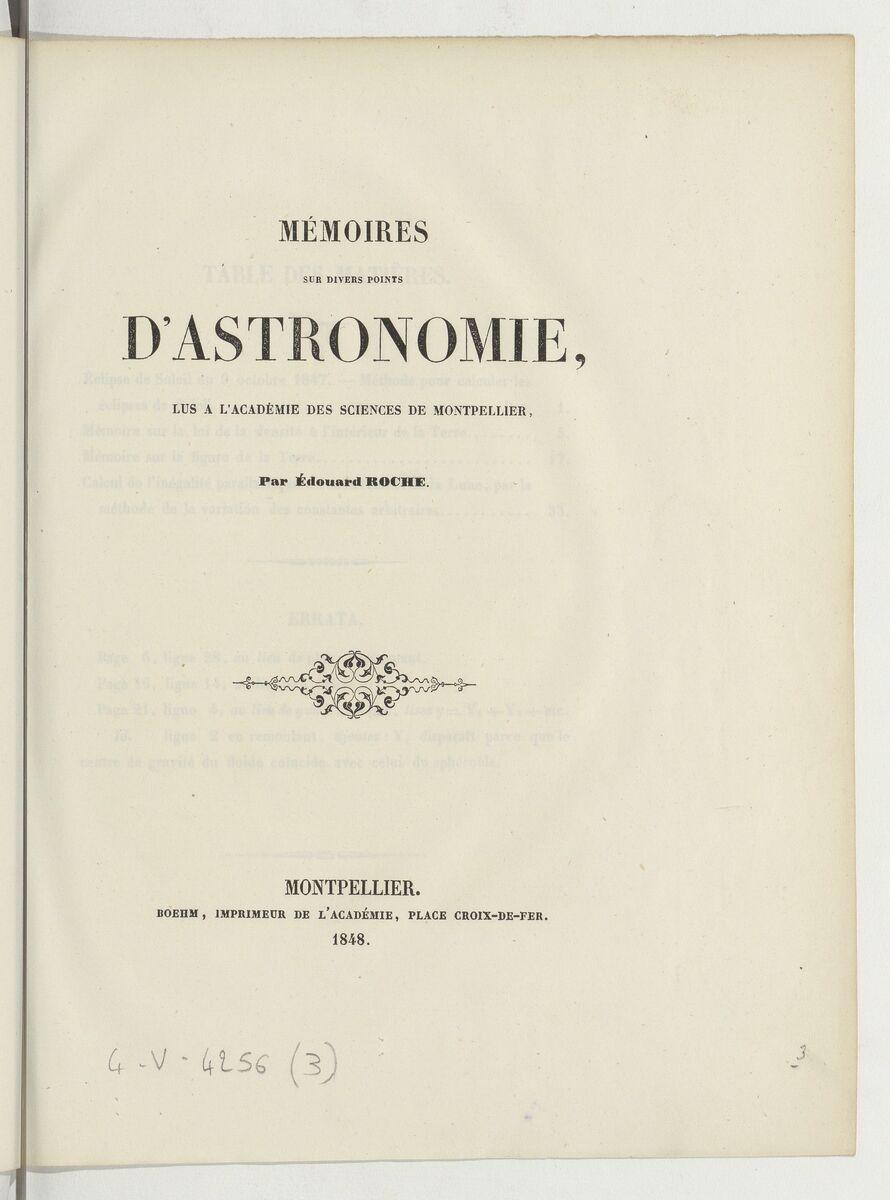 MÉMOIRES
SUR DIVERS POINTS
D'ASTRONOMIE,
LUS A L'ACADÉMIE DES SCIENCES DE MONTPELLIER,
Par Édouard ROCHE.
MONTPELLIER.
BOEHM, IMPRIMEUR DE L'ACADÉMIE, PLACE CROIX-DE-FER.
1848.
4-V-4256 (3)
3